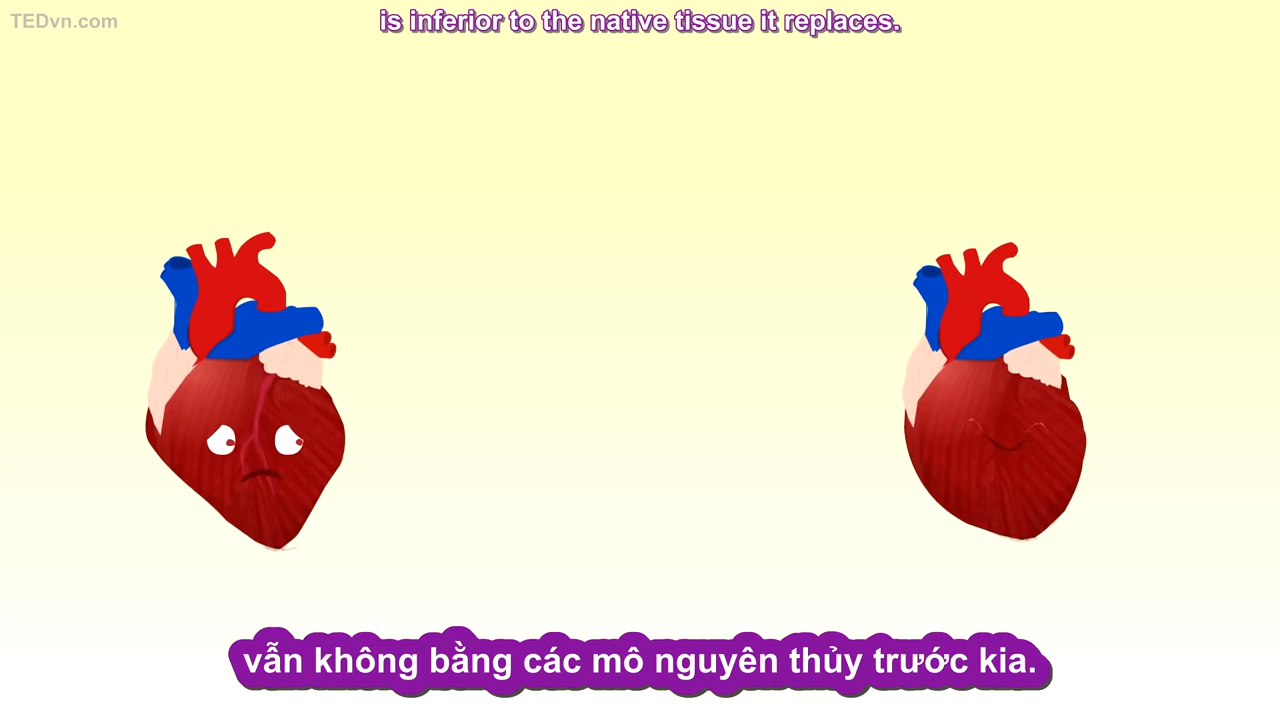 TEDvn.com
is inferior to the native tissue it replaces.
vẫn không bằng các mô nguyên thủy trước kia.